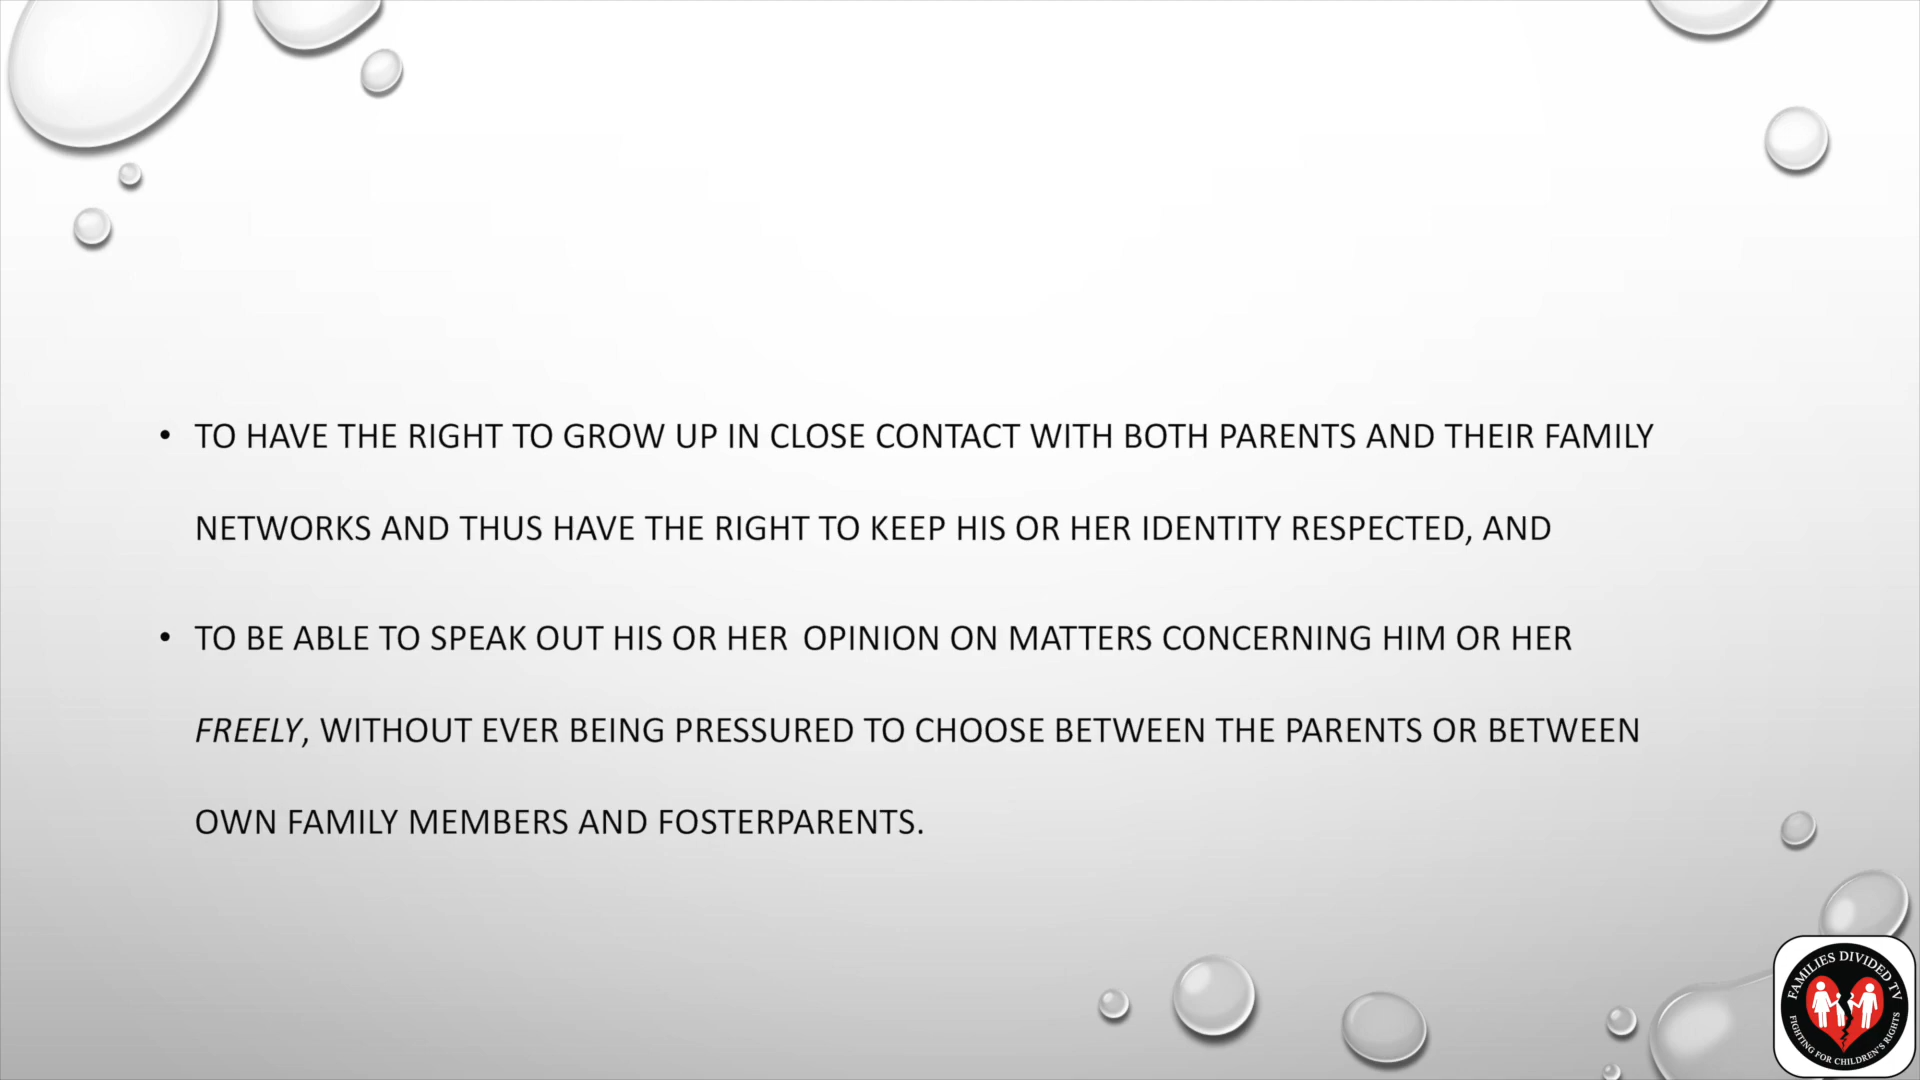 • TO HAVE THE RIGHT TO GROW UP IN CLOSE CONTACT WITH BOTH PARENTS AND THEIR FAMILY
NETWORKS AND THUS HAVE THE RIGHT TO KEEP HIS OR HER IDENTITY RESPECTED, AND
• TO BE ABLE TO SPEAK OUT HIS OR HER OPINION ON MATTERS CONCERNING HIM OR HER
FREELY, WITHOUT EVER BEING PRESSURED TO CHOOSE BETWEEN THE PARENTS OR BETWEEN
OWN FAMILY MEMBERS AND FOSTERPARENTS.
FAMILIES DIVIDED TV
FIGHTING FOR CHILDREN'S RIGHTS